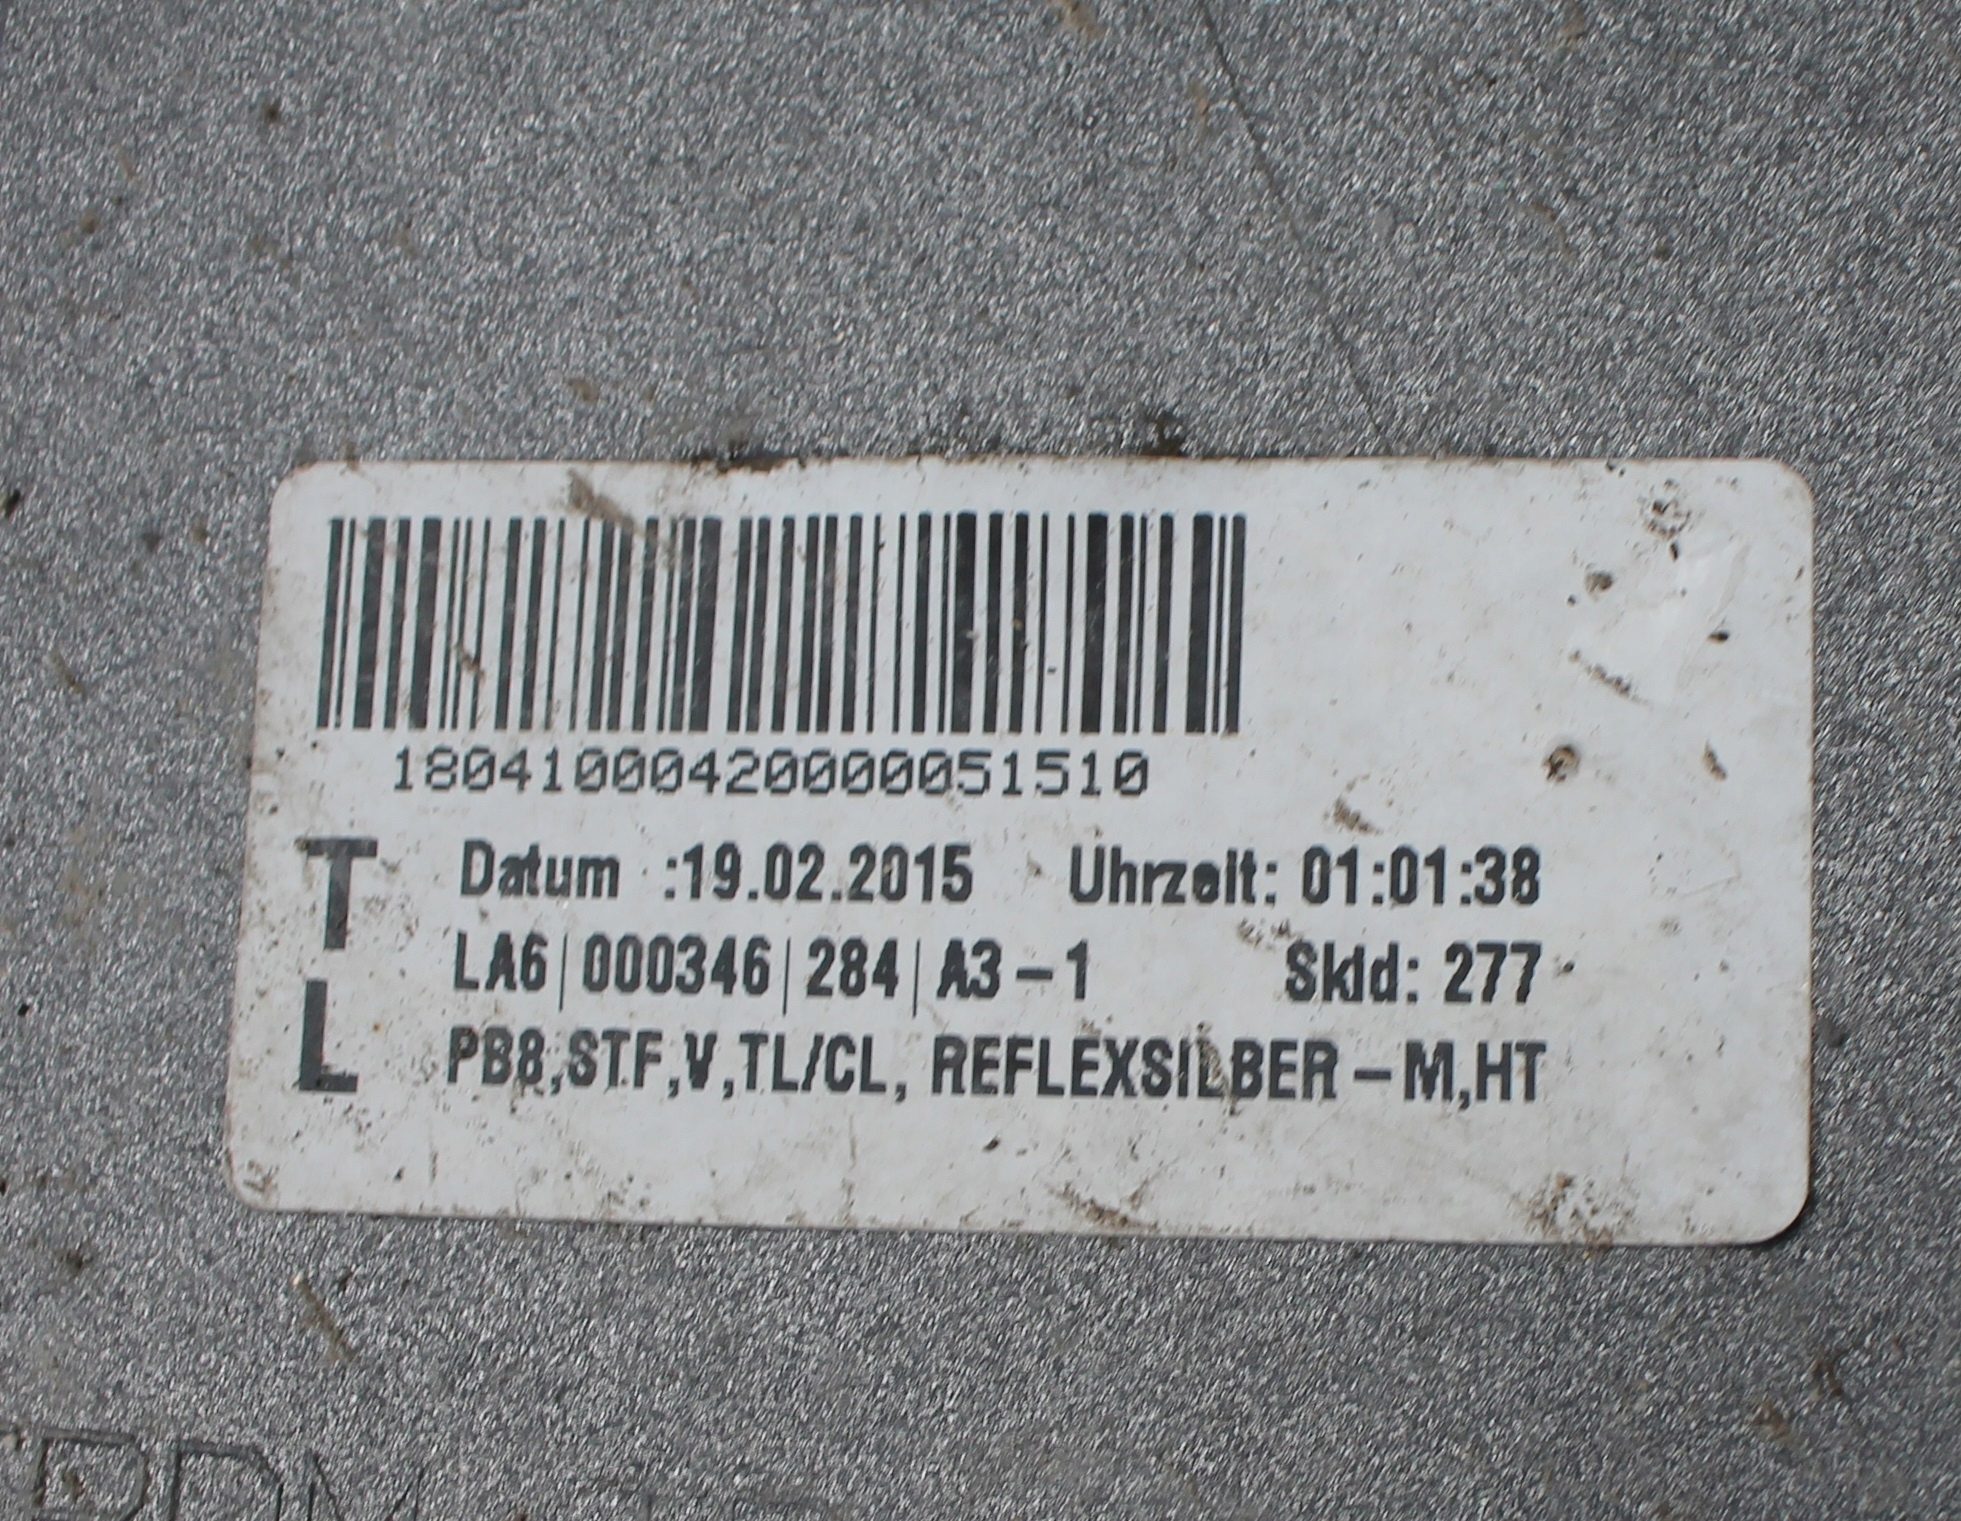 180410004200000051510
T
L
Datum :19.02.2015 Uhrzeit: 01:01:38
LA6|000346|284|A3-1 SkId: 277
PB8,STF,V,TL/CL, REFLEXSILBER-M,HT